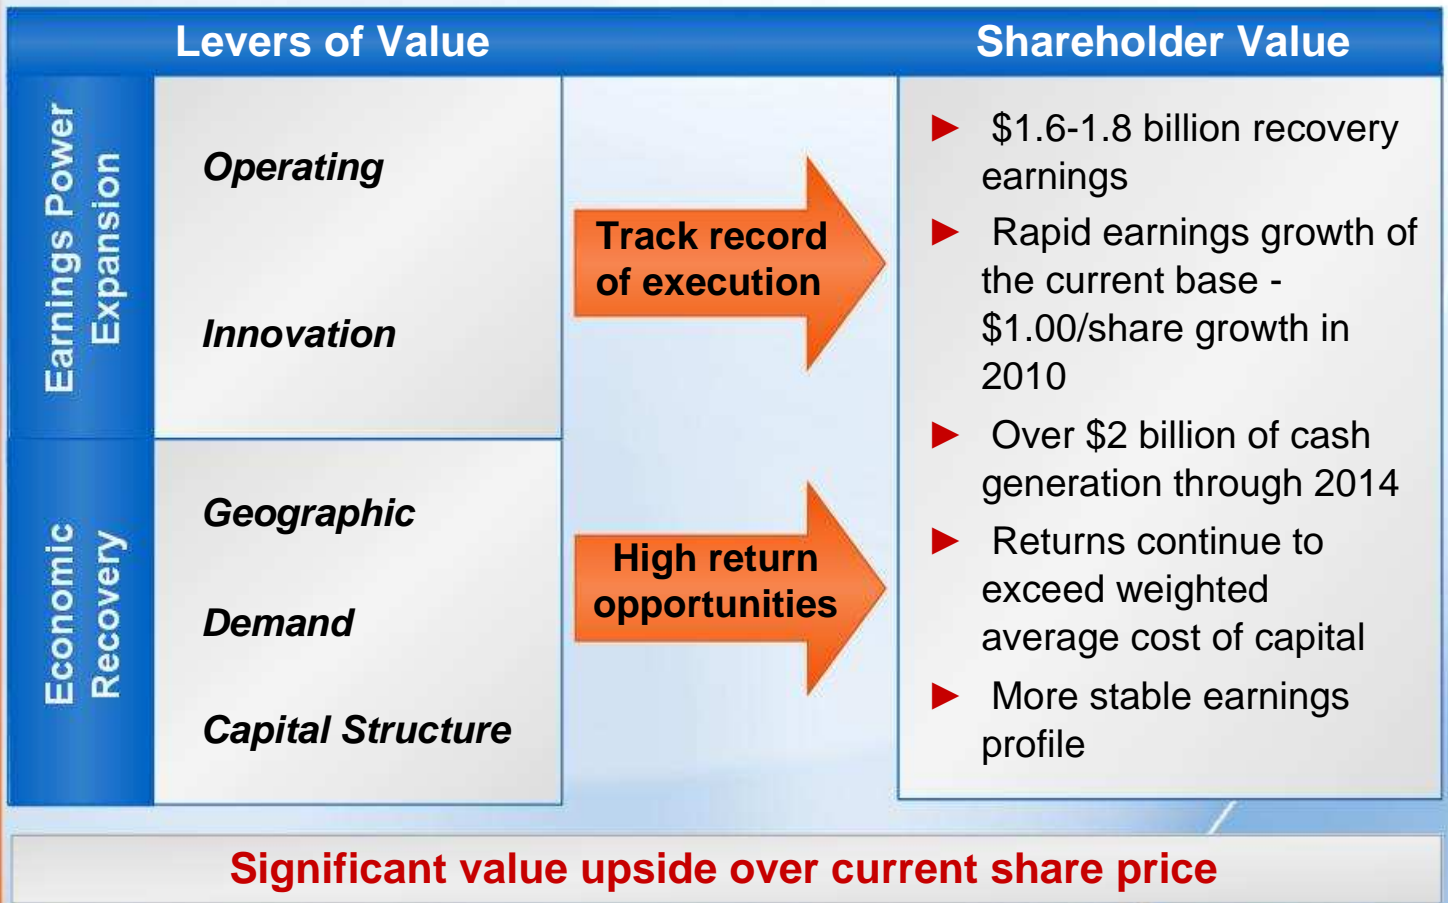 Levers of Value
Shareholder Value
Earnings Power
Expansion
Operating
Innovation
Economic
Recovery
Geographic
Demand
Capital Structure
Track record
of execution
High return
opportunities
► $1.6-1.8 billion recovery
earnings
► Rapid earnings growth of
the current base -
$1.00/share growth in
2010
► Over $2 billion of cash
generation through 2014
► Returns continue to
exceed weighted
average cost of capital
► More stable earnings
profile
Significant value upside over current share price